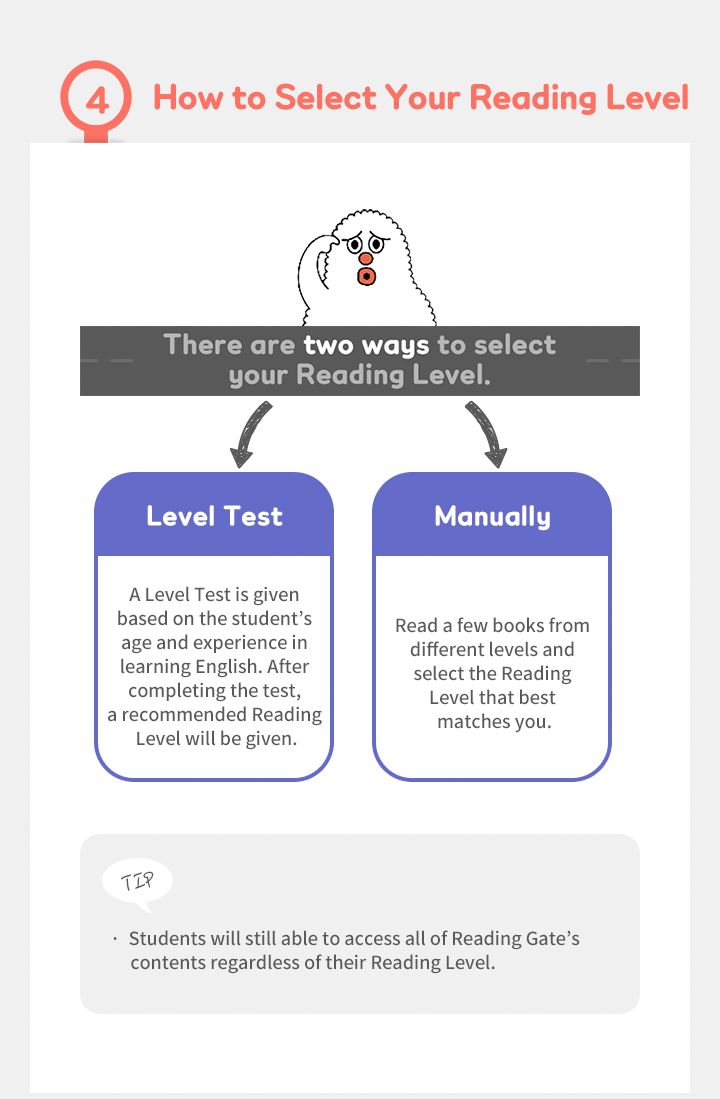 4
How to Select Your Reading Level
There are two ways to select
your Reading Level.
Level Test
A Level Test is given
based on the student’s
age and experience in
learning English. After
completing the test,
a recommended Reading
Level will be given.
Manually
Read a few books from
different levels and
select the Reading
Level that best
matches you.
TIP
· Students will still able to access all of Reading Gate’s
contents regardless of their Reading Level.